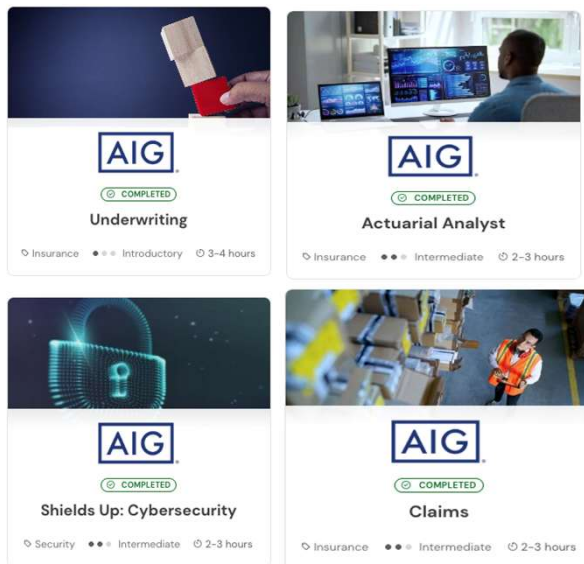 AIG
COMPLETED
Underwriting
Insurance Introductory 3-4 hours
AIG
COMPLETED
Actuarial Analyst
Insurance Intermediate 2-3 hours
AIG
COMPLETED
Shields Up: Cybersecurity
Security Intermediate 2-3 hours
AIG
COMPLETED
Claims
Insurance Intermediate 2-3 hours